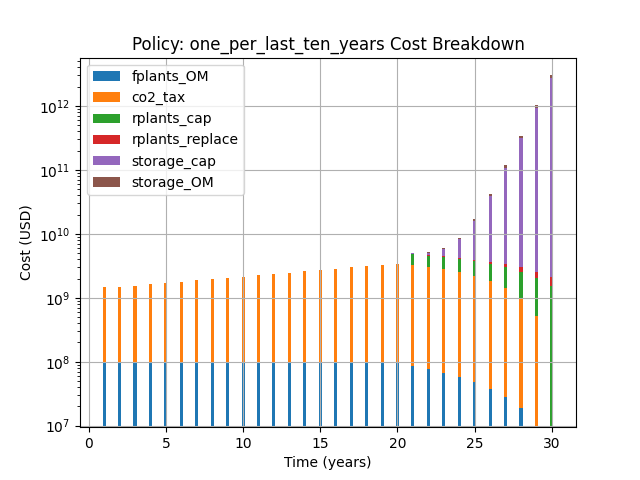 Policy: one_per_last_ten_years Cost Breakdown
fplants_OM
co2_tax
rplants_cap
rplants_replace
storage_cap
storage_OM
Cost (USD)
10^12
10^11
10^10
10^9
10^8
10^7
0 5 10 15 20 25 30
Time (years)